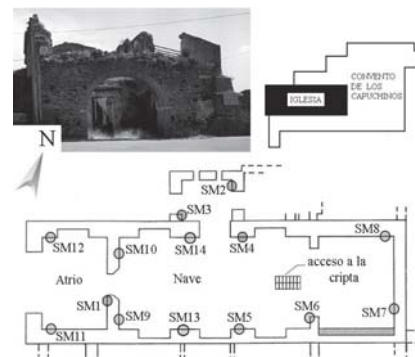 CONVENTO
DE LOS
CAPUCHINOS
IGLESIA
N
SM2
SM3
SM12
SM10
SM14
SM4
SM8
acceso a la
cripta
Atrio
Nave
SM1
SM9
SM13
SM5
SM6
SM7
SM11